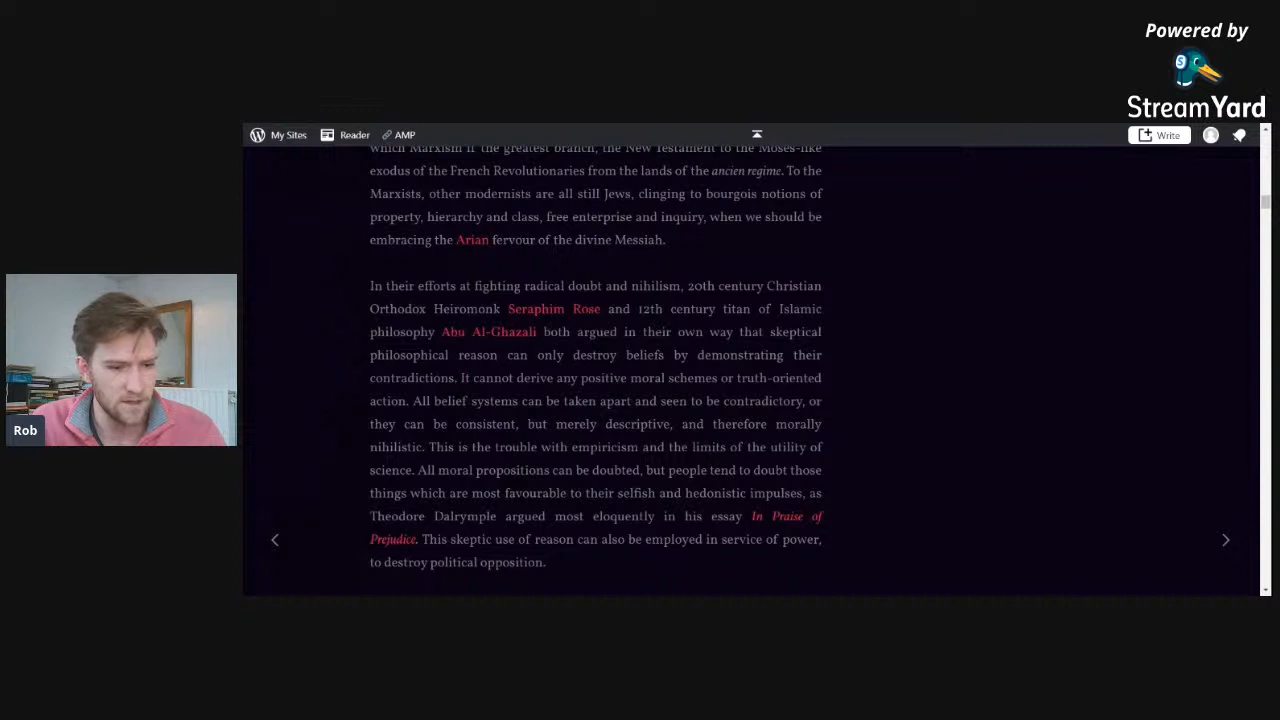 Powered by
StreamYard
My Sites
Reader
AMP
Write
which Marxism if the greatest branch, the New Testament to the Moses-like
exodus of the French Revolutionaries from the lands of the ancien regime. To the
Marxists, other modernists are all still Jews, clinging to bourgois notions of
property, hierarchy and class, free enterprise and inquiry, when we should be
embracing the Arian fervour of the divine Messiah.
In their efforts at fighting radical doubt and nihilism, 20th century Christian
Orthodox Heiromonk Seraphim Rose and 12th century titan of Islamic
philosophy Abu Al-Ghazali both argued in their own way that skeptical
philosophical reason can only destroy beliefs by demonstrating their
contradictions. It cannot derive any positive moral schemes or truth-oriented
action. All belief systems can be taken apart and seen to be contradictory, or
they can be consistent, but merely descriptive, and therefore morally
nihilistic. This is the trouble with empiricism and the limits of the utility of
science. All moral propositions can be doubted, but people tend to doubt those
things which are most favourable to their selfish and hedonistic impulses, as
Theodore Dalrymple argued most eloquently in his essay In Praise of
Prejudice. This skeptic use of reason can also be employed in service of power,
to destroy political opposition.
Rob